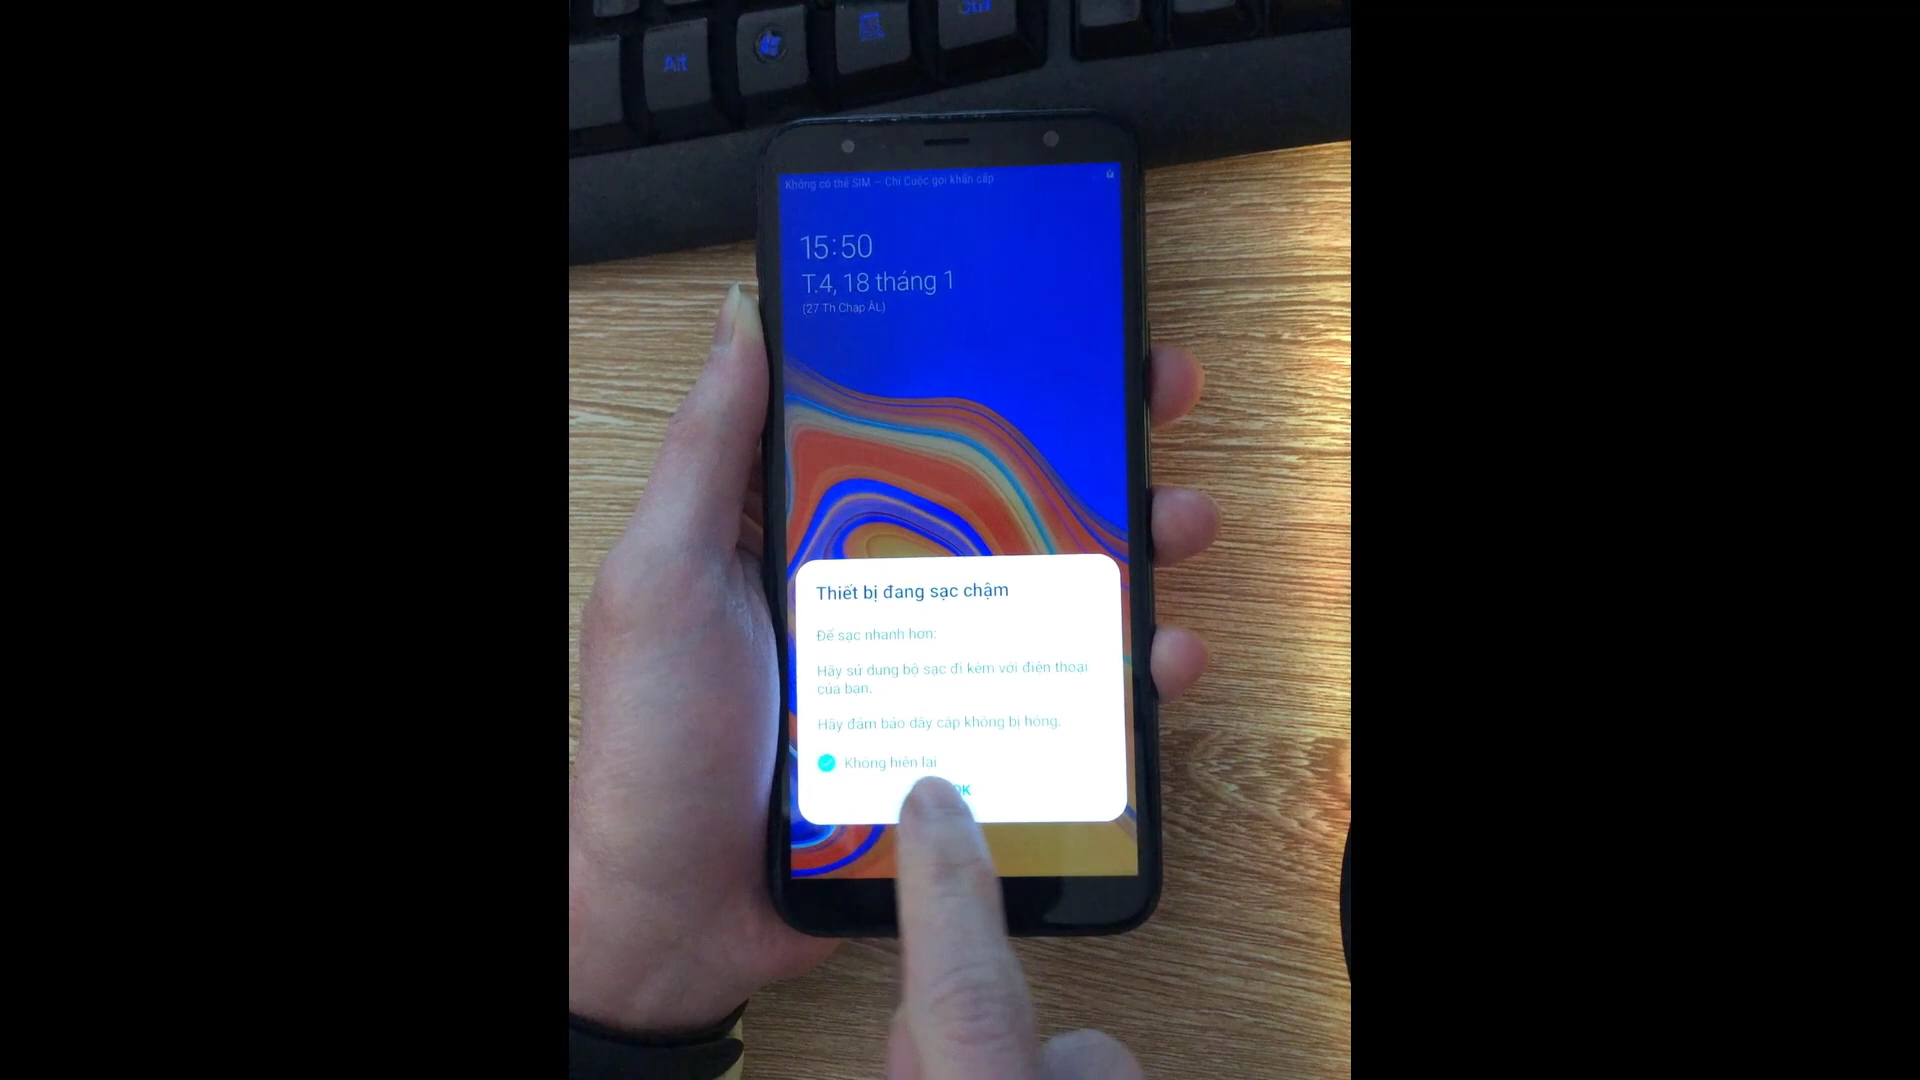 Ctrl
Alt
Không có thẻ SIM – Chỉ Cuộc gọi khẩn cấp
15:50
T.4, 18 tháng 1
(27 Th Chạp ÂL)
Thiết bị đang sạc chậm
Để sạc nhanh hơn:
Hãy sử dụng bộ sạc đi kèm với điện thoại
của bạn.
Hãy đảm bảo dây cáp không bị hỏng.
Không hiện lại
OK